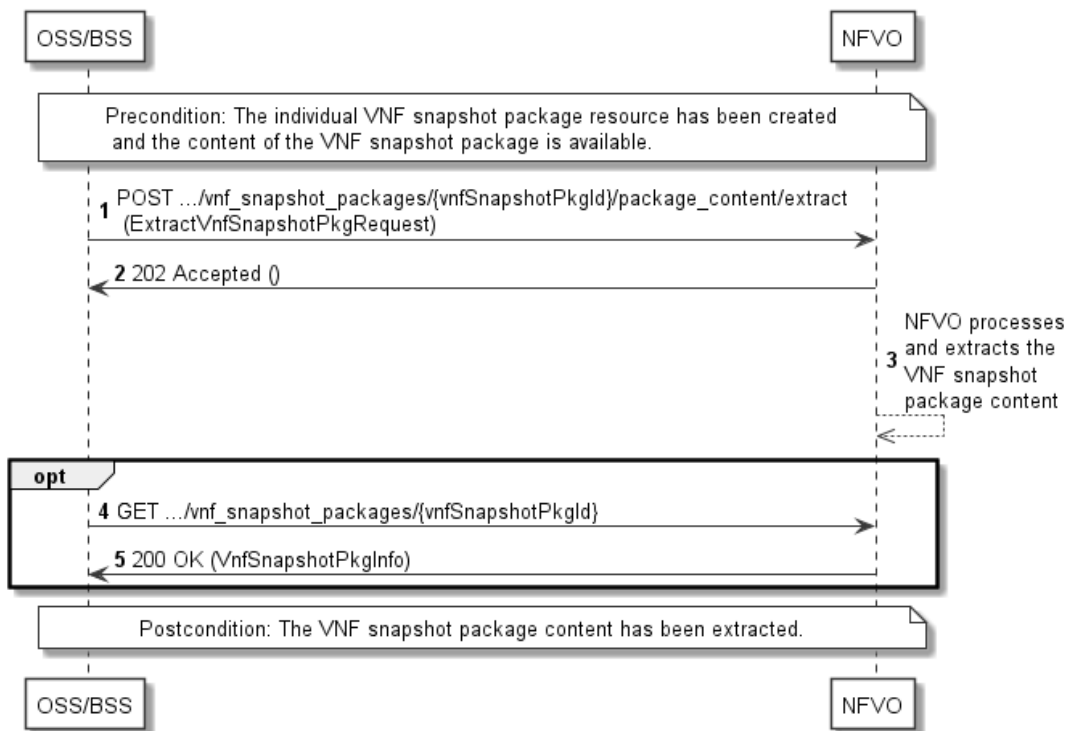 OSS/BSS
NFVO
Precondition: The individual VNF snapshot package resource has been created
and the content of the VNF snapshot package is available.
1 POST .../vnf_snapshot_packages/{vnfSnapshotPkgId}/package_content/extract
(ExtractVnfSnapshotPkgRequest)
2 202 Accepted ()
NFVO processes
and extracts the
3
VNF snapshot
package content
opt
4 GET .../vnf_snapshot_packages/{vnfSnapshotPkgId}
5 200 OK (VnfSnapshotPkgInfo)
Postcondition: The VNF snapshot package content has been extracted.
OSS/BSS
NFVO